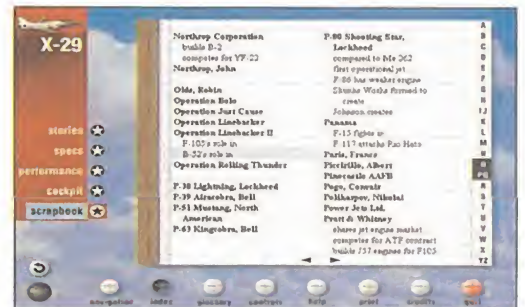 X-29
stories
specs
performance
cockpit
scrapbook
Northrop Corporation
builds B-2
competes for YF-22
Northrop, John
Olds, Robin
Operation Bolo
Operation Just Cause
Operation Linebacker
Operation Linebacker II
F-105's role in
B-52's role in
Operation Rolling Thunder
P-38 Lightning, Lockheed
P-39 Airacobra, Bell
P-51 Mustang, North
American
P-63 Kingcobra, Bell
P-80 Shooting Star,
Lockheed
compared to Me 262
first operational jet
F-86 has weaker engine
Skunks Works formed to
create
Johnson creates
Panama
F-15 fights in
F-117 attacks Rio Hato
Paris, France
Piccirillo, Albert
Pinecastle AAFB
Pogo, Convair
Polikarpov, Nikolai
Power Jets Ltd.
Pratt & Whitney
shares jet engine market
competes for ATF contract
builds J57 engines for F105
A
B
C
D
E
F
G
H
IJ
K
L
M
N
O
PQ
R
S
T
U
V
W
X
YZ
navigation
index
glossary
controls
help
print
credits
quit